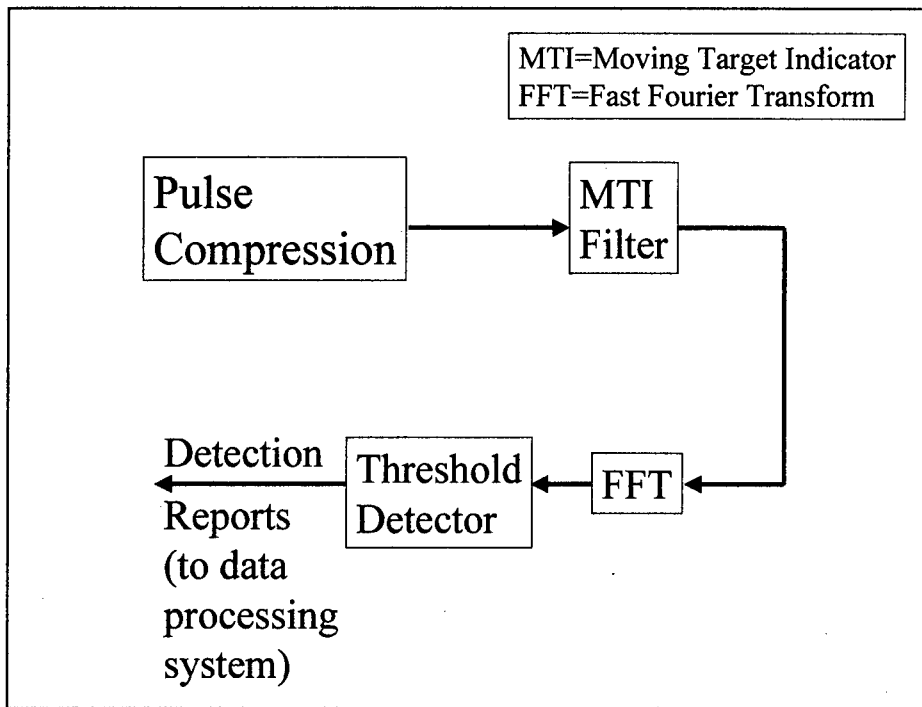 MTI=Moving Target Indicator
FFT=Fast Fourier Transform
Pulse
Compression
MTI
Filter
Detection
Reports
(to data
processing
system)
Threshold
Detector
FFT